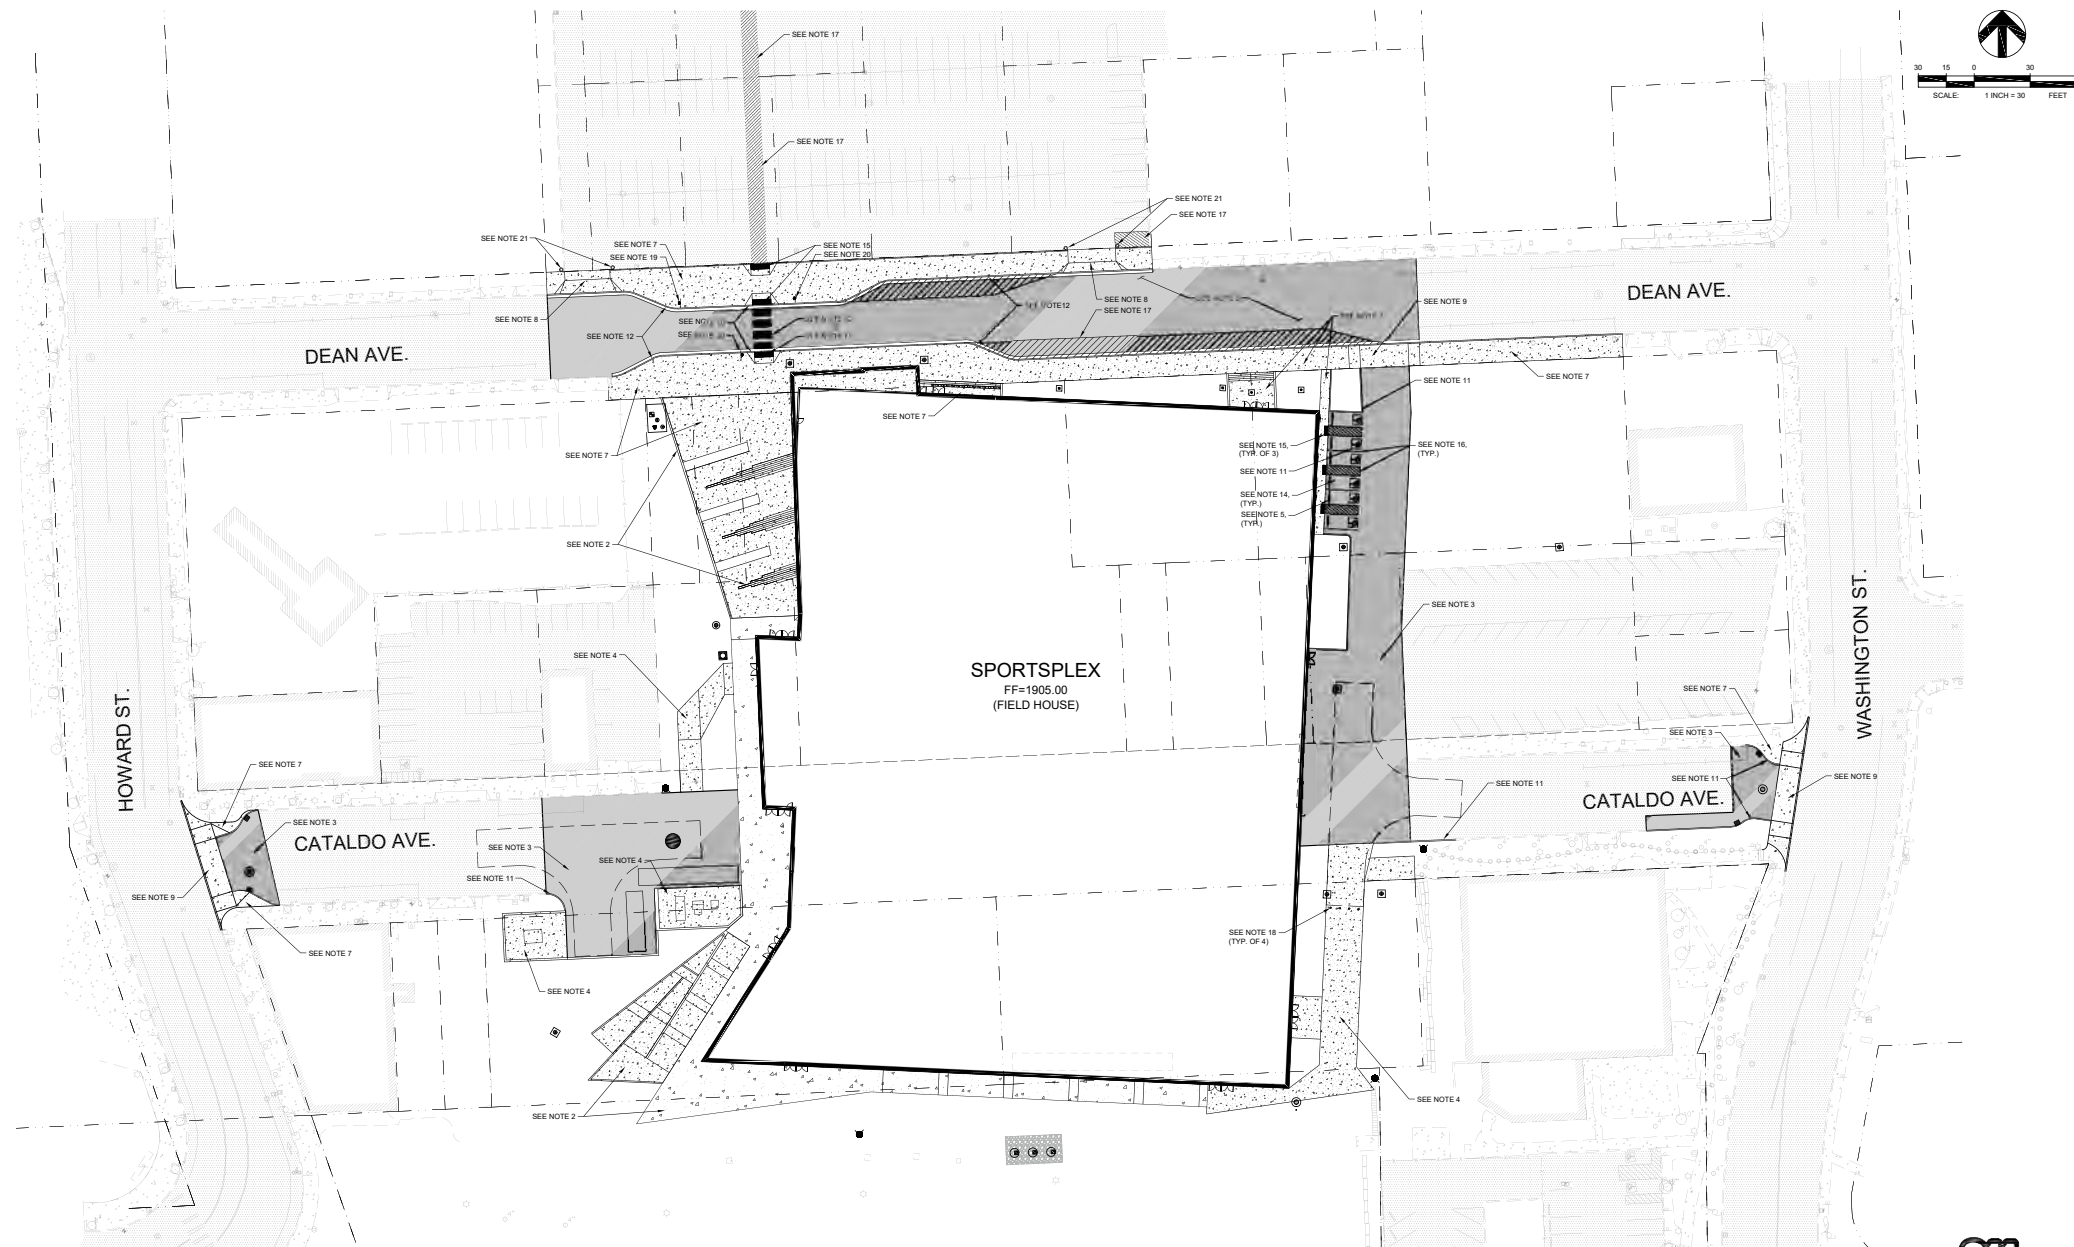 SEE NOTE 17
30 15 0 30
SCALE: 1 INCH = 30 FEET
SEE NOTE 17
SEE NOTE 21
SEE NOTE 17
SEE NOTE 21
SEE NOTE 7
SEE NOTE 15
SEE NOTE 19
SEE NOTE 20
DEAN AVE.
SEE NOTE 8
SEE NOTE 9
SEE NOTE12
SEE NOTE 17
SEE NOTE 8
SEE NOTE 12
DEAN AVE.
SEE NOTE 7
SEE NOTE 11
SEE NOTE 7
SEE NOTE 15,
(TYP. OF 3)
SEE NOTE 16,
(TYP.)
SEE NOTE 7
SEE NOTE 11
SEE NOTE 14,
(TYP.)
SEE NOTE 5,
(TYP.)
SEE NOTE 2
SEE NOTE 3
WASHINGTON ST.
SEE NOTE 4
SPORTSPLEX
FF=1905.00
(FIELD HOUSE)
SEE NOTE 7
HOWARD ST.
SEE NOTE 3
SEE NOTE 7
SEE NOTE 11
SEE NOTE 11
SEE NOTE 9
CATALDO AVE.
SEE NOTE 3
CATALDO AVE.
SEE NOTE 3
SEE NOTE 4
SEE NOTE 11
SEE NOTE 9
SEE NOTE 18
(TYP. OF 4)
SEE NOTE 7
SEE NOTE 4
SEE NOTE 4
SEE NOTE 2